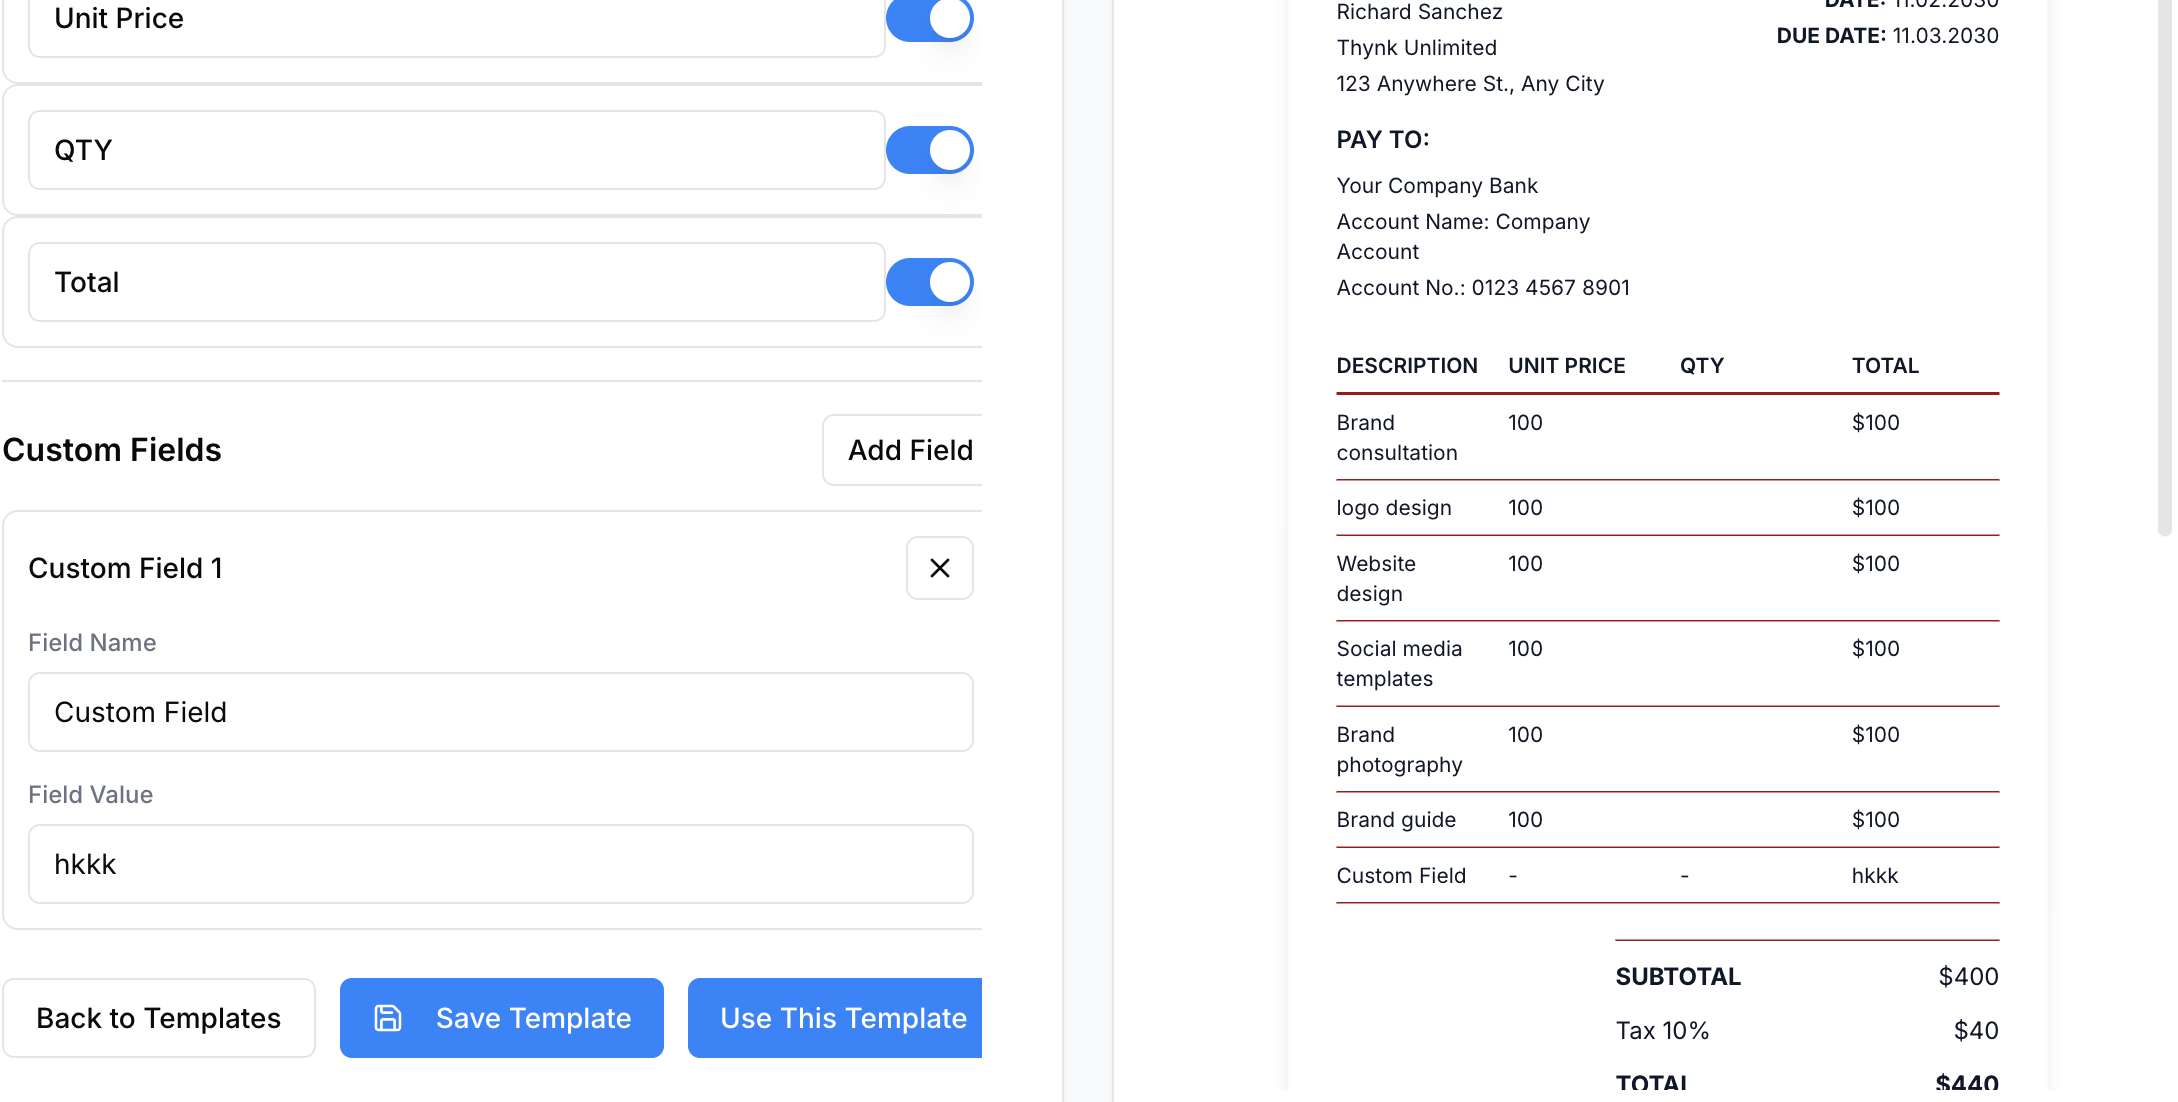 Unit Price
QTY
Total
Custom Fields
Add Field
Custom Field 1
Field Name
Custom Field
Field Value
hkkk
Back to Templates
Save Template
Use This Template
Richard Sanchez
DATE: 11.02.2030
Thynk Unlimited
DUE DATE: 11.03.2030
123 Anywhere St., Any City
PAY TO:
Your Company Bank
Account Name: Company
Account
Account No.: 0123 4567 8901
DESCRIPTION UNIT PRICE QTY TOTAL
Brand 100 $100
consultation
logo design 100 $100
Website 100 $100
design
Social media 100 $100
templates
Brand 100 $100
photography
Brand guide 100 $100
Custom Field - - hkkk
SUBTOTAL $400
Tax 10% $40
TOTAL $440